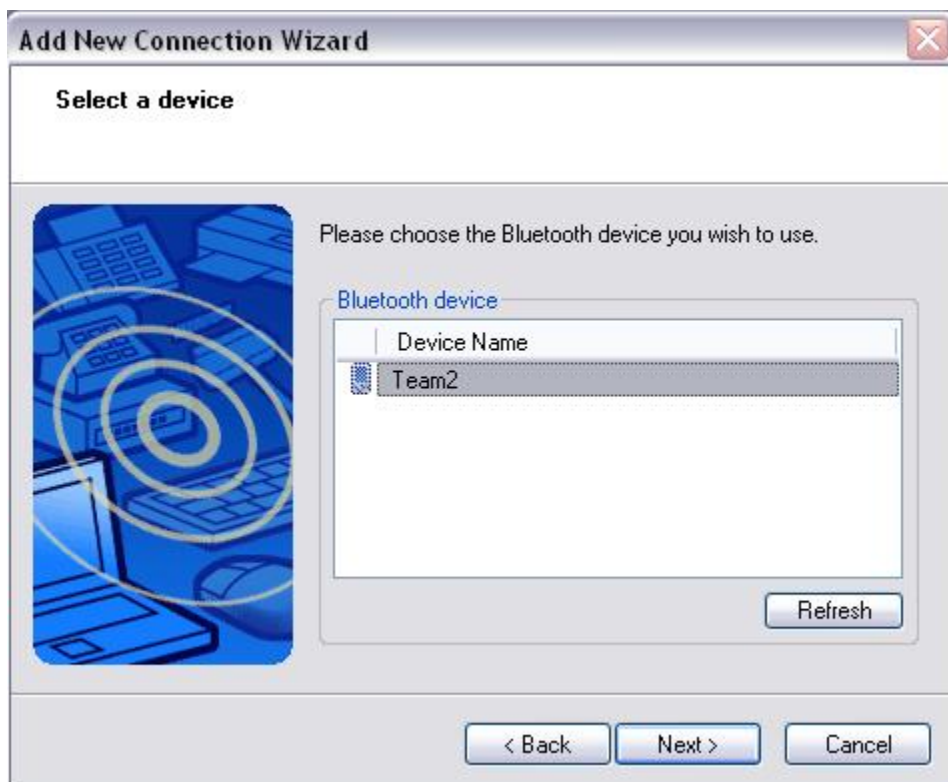 Add New Connection Wizard
Select a device
Please choose the Bluetooth device you wish to use.
Bluetooth device
Device Name
Team2
Refresh
< Back Next > Cancel